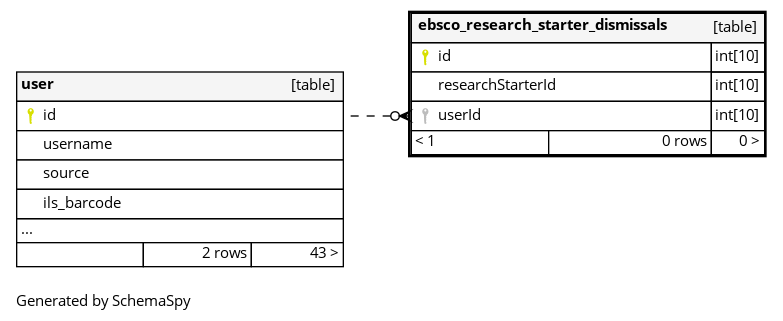 ebsco_research_starter_dismissals [table]
id int[10]
researchStarterId int[10]
userId int[10]
< 1 0 rows 0 >
user [table]
id
username
source
ils_barcode
...
2 rows 43 >
Generated by SchemaSpy